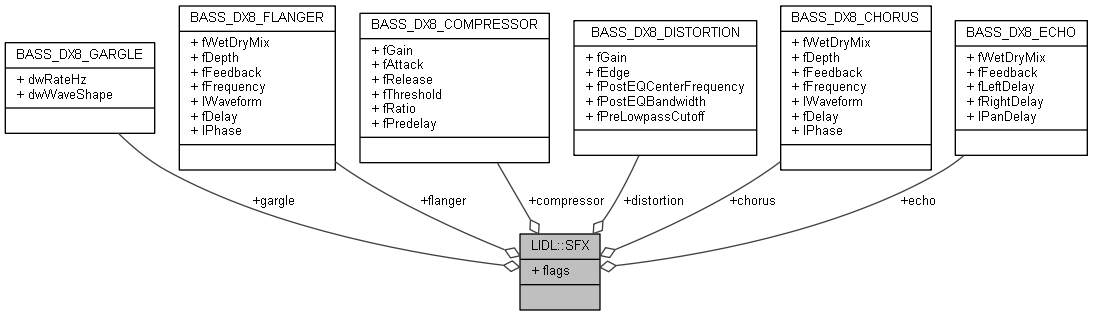 BASS_DX8_GARGLE
+ dwRateHz
+ dwWaveShape
BASS_DX8_FLANGER
+ fWetDryMix
+ fDepth
+ fFeedback
+ fFrequency
+ lWaveform
+ fDelay
+ lPhase
BASS_DX8_COMPRESSOR
+ fGain
+ fAttack
+ fRelease
+ fThreshold
+ fRatio
+ fPredelay
BASS_DX8_DISTORTION
+ fGain
+ fEdge
+ fPostEQCenterFrequency
+ fPostEQBandwidth
+ fPreLowpassCutoff
BASS_DX8_CHORUS
+ fWetDryMix
+ fDepth
+ fFeedback
+ fFrequency
+ lWaveform
+ fDelay
+ lPhase
BASS_DX8_ECHO
+ fWetDryMix
+ fFeedback
+ fLeftDelay
+ fRightDelay
+ lPanDelay
+gargle
+flanger
+compressor
+distortion
+chorus
+echo
LIDL::SFX
+ flags